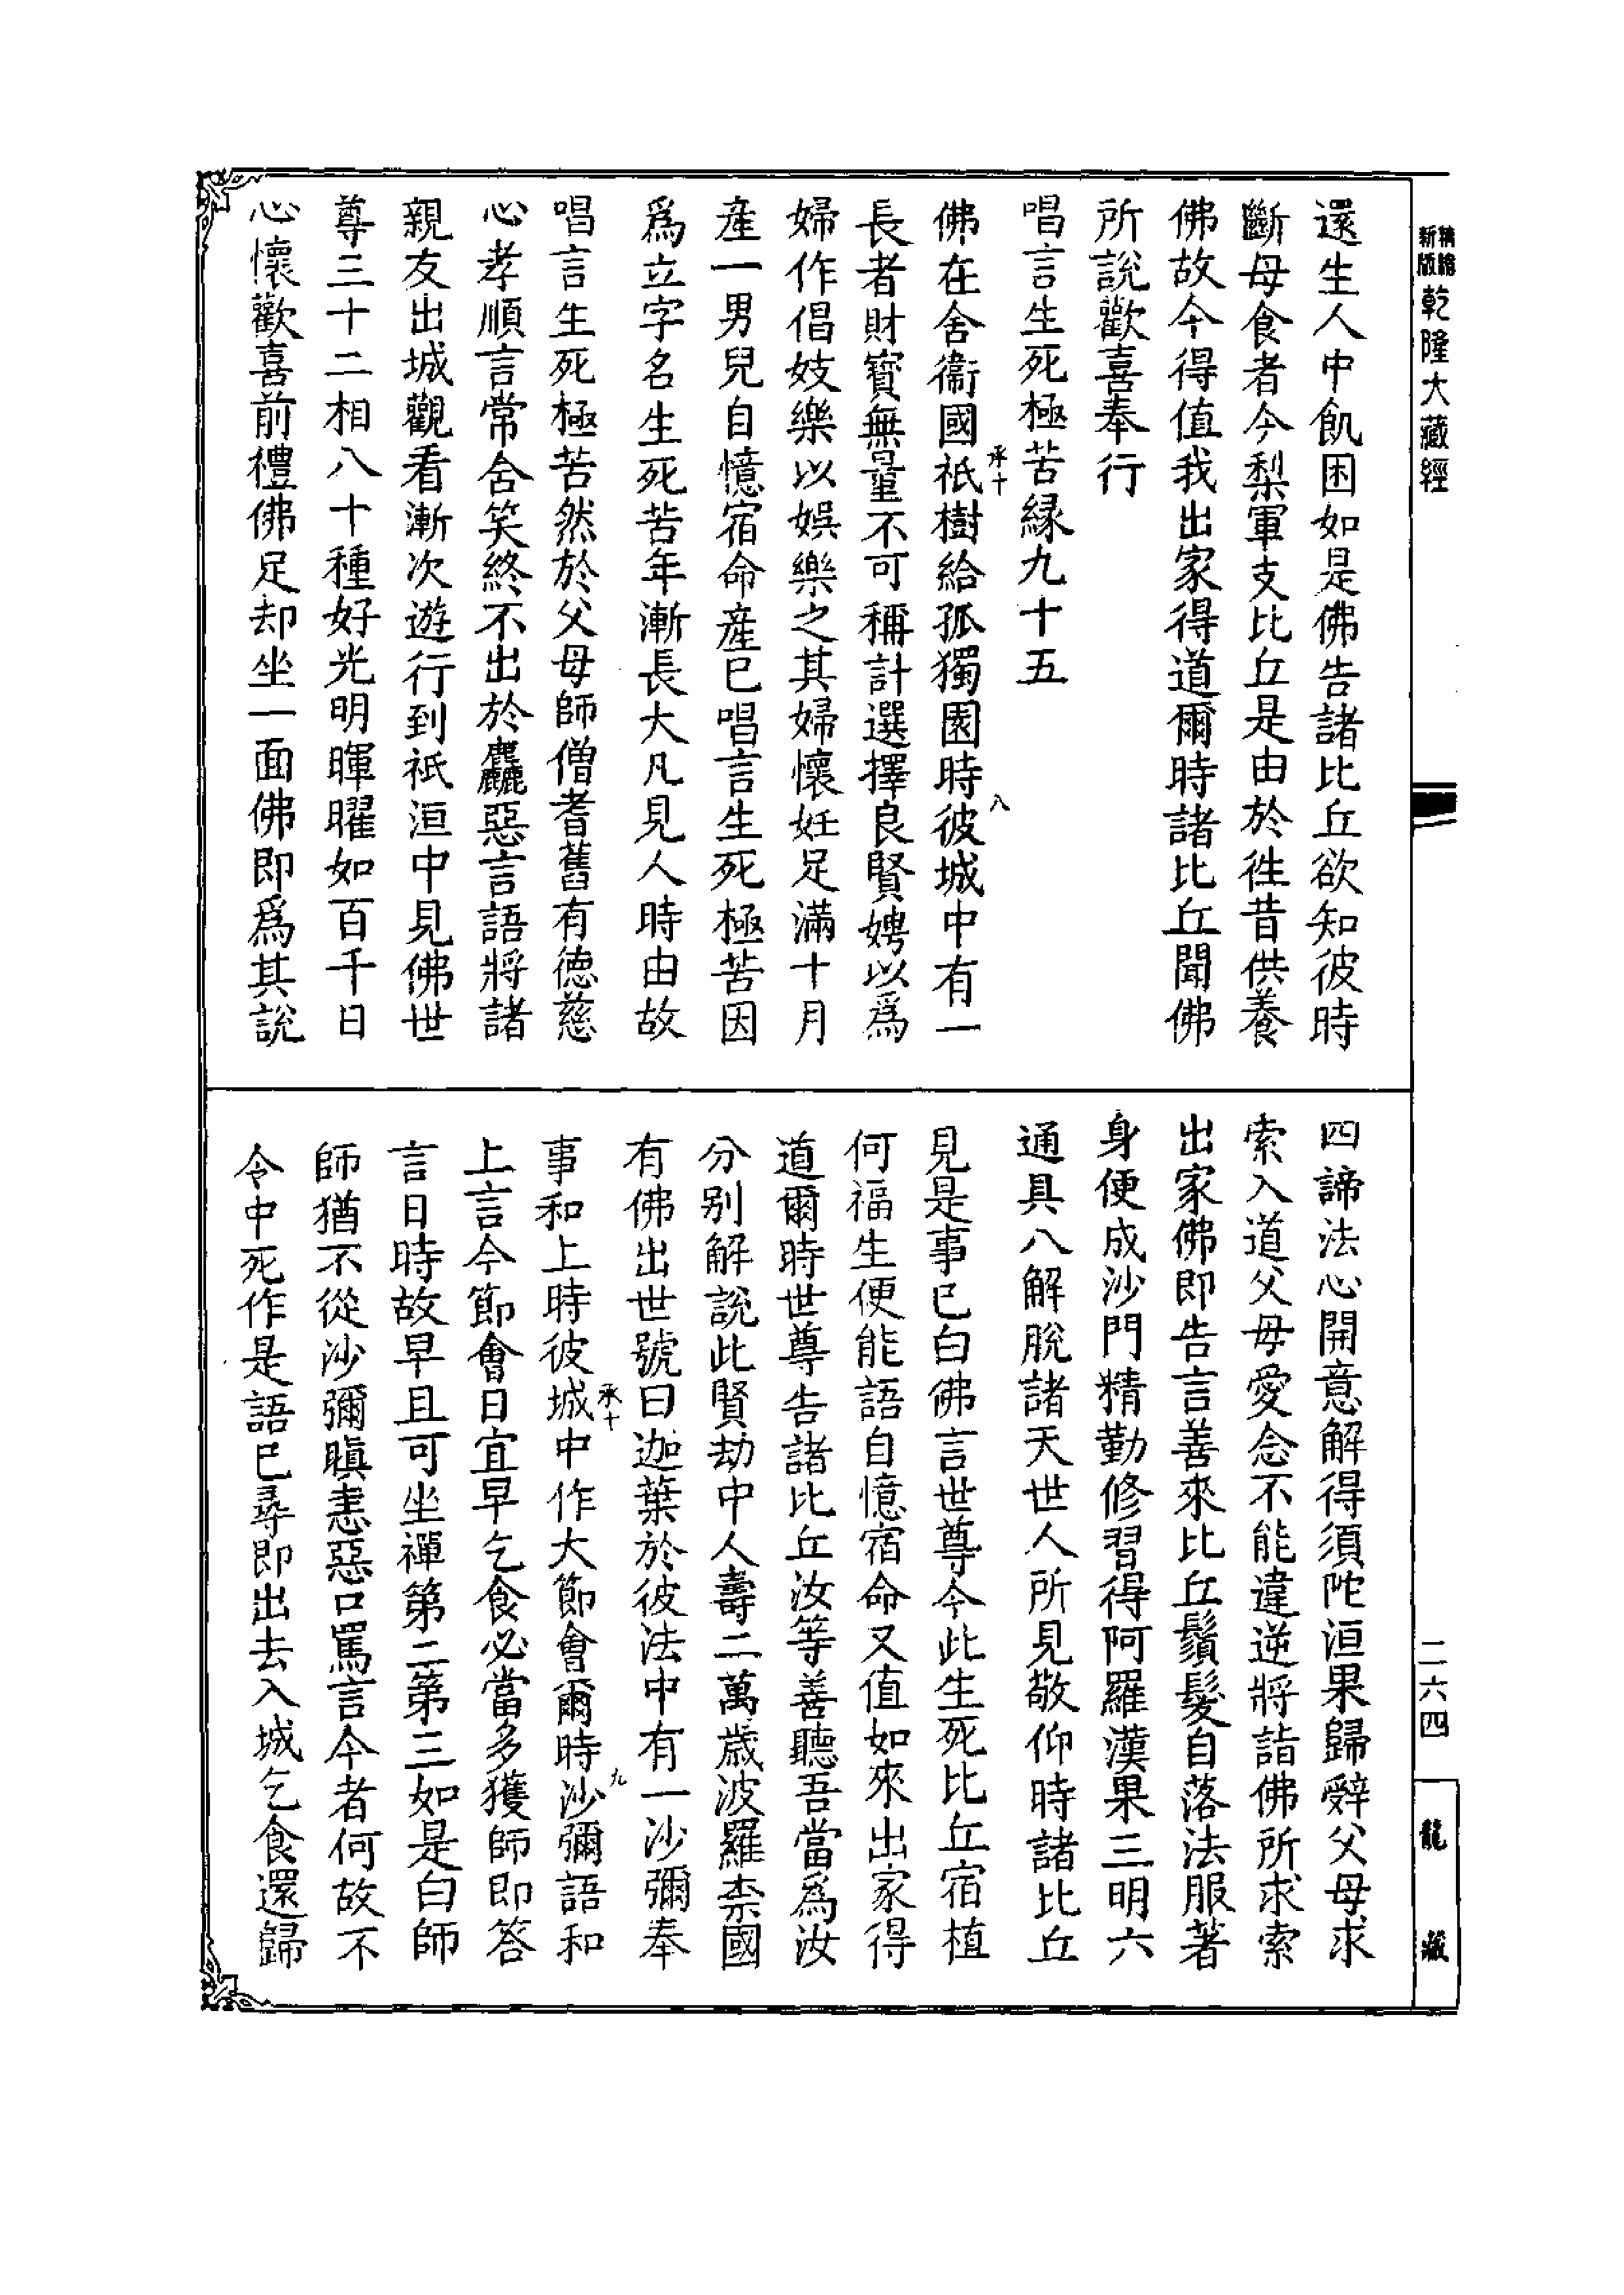 精縮
新版
乾隆大藏經
還生人中飢困如是佛告諸比丘欲知彼時
斷母食者今梨軍支比丘是由於徃昔供養
佛故今得值我出家得道爾時諸比丘聞佛
所說歡喜奉行
唱言生死極苦緣九十五
承十
八
佛在舍衞國祇樹給孤獨園時彼城中有一
長者財寳無量不可稱計選擇良賢娉以爲
婦作倡妓樂以娛樂之其婦懷妊足滿十月
產一男兒自憶宿命產已唱言生死極苦因
爲立字名生死苦年漸長大凡見人時由故
唱言生死極苦然於父母師僧耆舊有德慈
心孝順言常含笑終不出於麤惡言語將諸
親友出城觀看漸次遊行到祇洹中見佛世
尊三十二相八十種好光明暉曜如百千日
心懷歡喜前禮佛足却坐一面佛即爲其說
四諦法心開意解得須陀洹果歸辭父母求
索入道父母愛念不能違逆將詣佛所求索
出家佛即告言善來比丘鬚髮自落法服著
身便成沙門精勤修習得阿羅漢果三明六
通具八解脫諸天世人所見敬仰時諸比丘
見是事已白佛言世尊今此生死比丘宿植
何福生便能語自憶宿命又值如來出家得
道爾時世尊告諸比丘汝等善聽吾當爲汝
分别解說此賢劫中人壽二萬歲波羅柰國
有佛出世號曰迦葉於彼法中有一沙彌奉
承十
九
事和上時彼城中作大節會爾時沙彌語和
上言今節會日宜早乞食必當多獲師即答
言日時故早且可坐禪第二第三如是白師
師猶不從沙彌瞋恚惡口罵言今者何故不
令中死作是語已尋即出去入城乞食還歸
二六四
龍藏